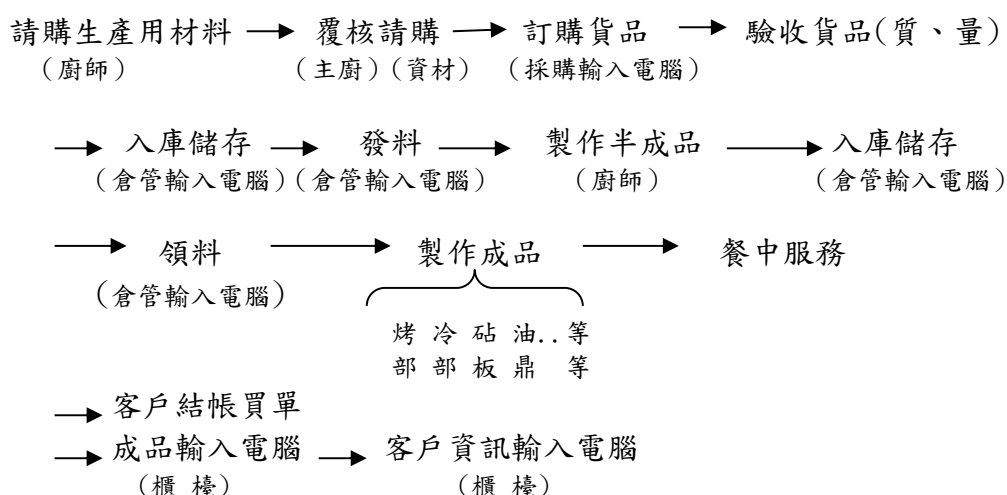 請購生產用材料 → 覆核請購 → 訂購貨品 → 驗收貨品(質、量)
(廚師) (主廚)(資材) (採購輸入電腦)
→ 入庫儲存 → 發料 → 製作半成品 → 入庫儲存
(倉管輸入電腦)(倉管輸入電腦) (廚師) (倉管輸入電腦)
→ 領料 → 製作成品 → 餐中服務
(倉管輸入電腦)
烤 冷 砧 油..等
部 部 板 鼎 等
→ 客戶結帳買單
→ 成品輸入電腦 → 客戶資訊輸入電腦
(櫃 檯) (櫃 檯)